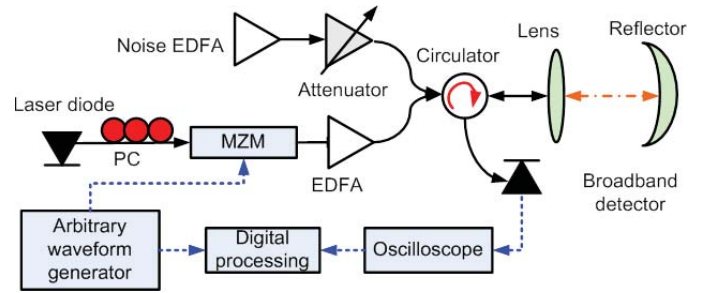 Noise EDFA
Attenuator
Circulator
Lens
Reflector
Laser diode
PC
MZM
EDFA
Broadband
detector
Arbitrary
waveform
generator
Digital
processing
Oscilloscope